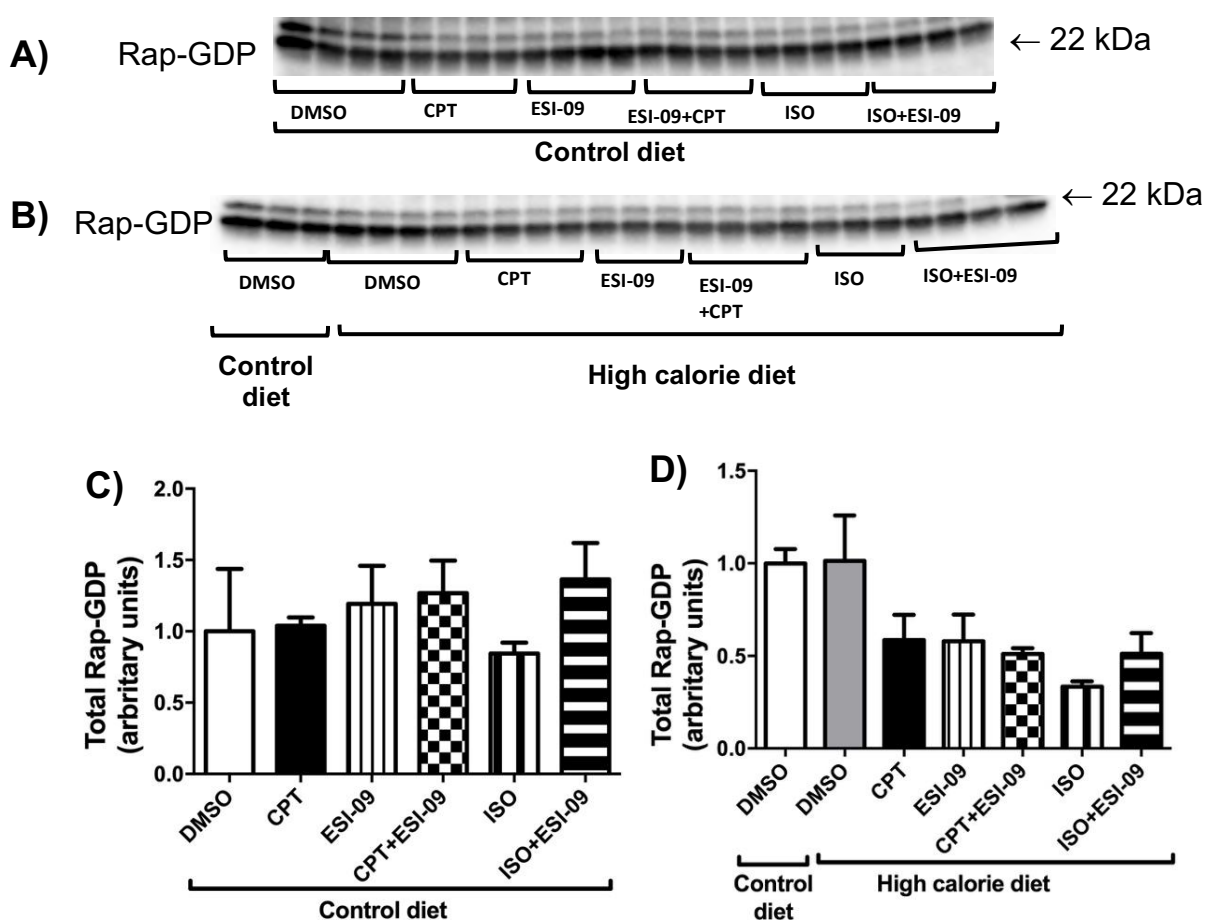 A)
Rap-GDP
← 22 kDa
DMSO CPT ESI-09 ESI-09+CPT ISO ISO+ESI-09
Control diet
B)
Rap-GDP
← 22 kDa
DMSO DMSO CPT ESI-09 ESI-09 ISO ISO+ESI-09
+CPT
Control
diet
High calorie diet
C)
Total Rap-GDP
(arbritary units)
2.0
1.5
1.0
0.5
0.0
DMSO
CPT
ESI-09
CPT+ESI-09
ISO
ISO+ESI-09
Control diet
D)
Total Rap-GDP
(arbritary units)
1.5
1.0
0.5
0.0
DMSO
DMSO
CPT
ESI-09
CPT+ESI-09
ISO
ISO+ESI-09
Control
diet
High calorie diet